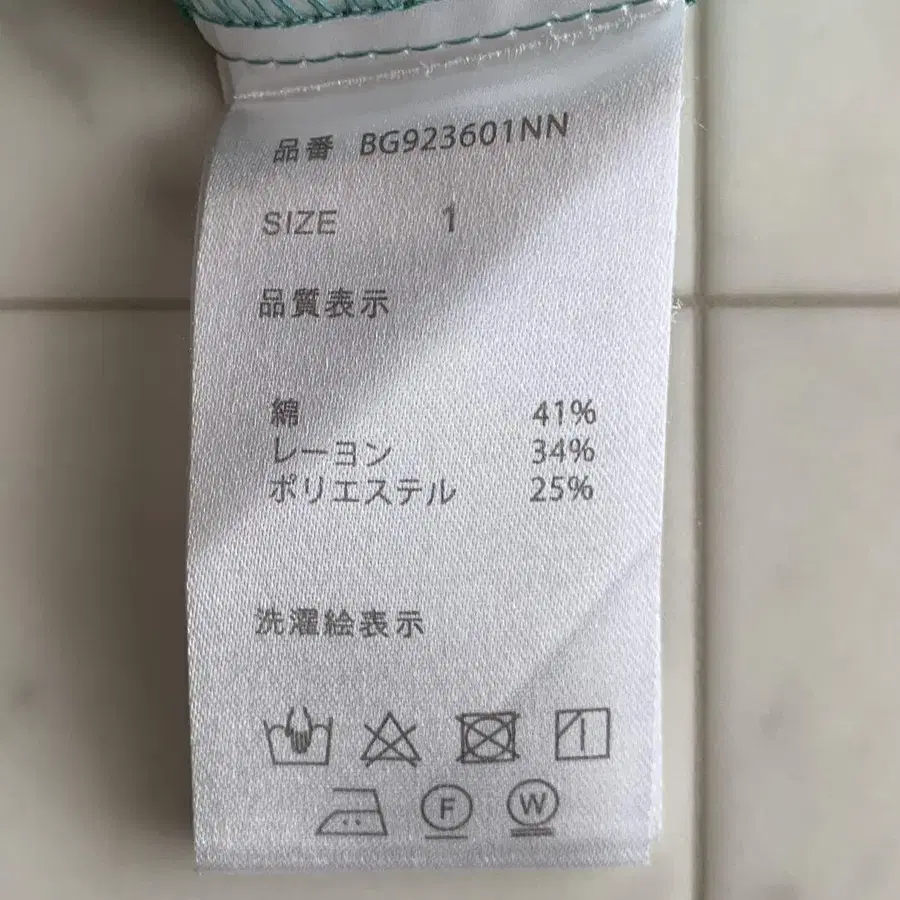 品番 BG923601NN
SIZE 1
品質表示
綿 41%
レーヨン 34%
ポリエステル 25%
洗濯絵表示
F W